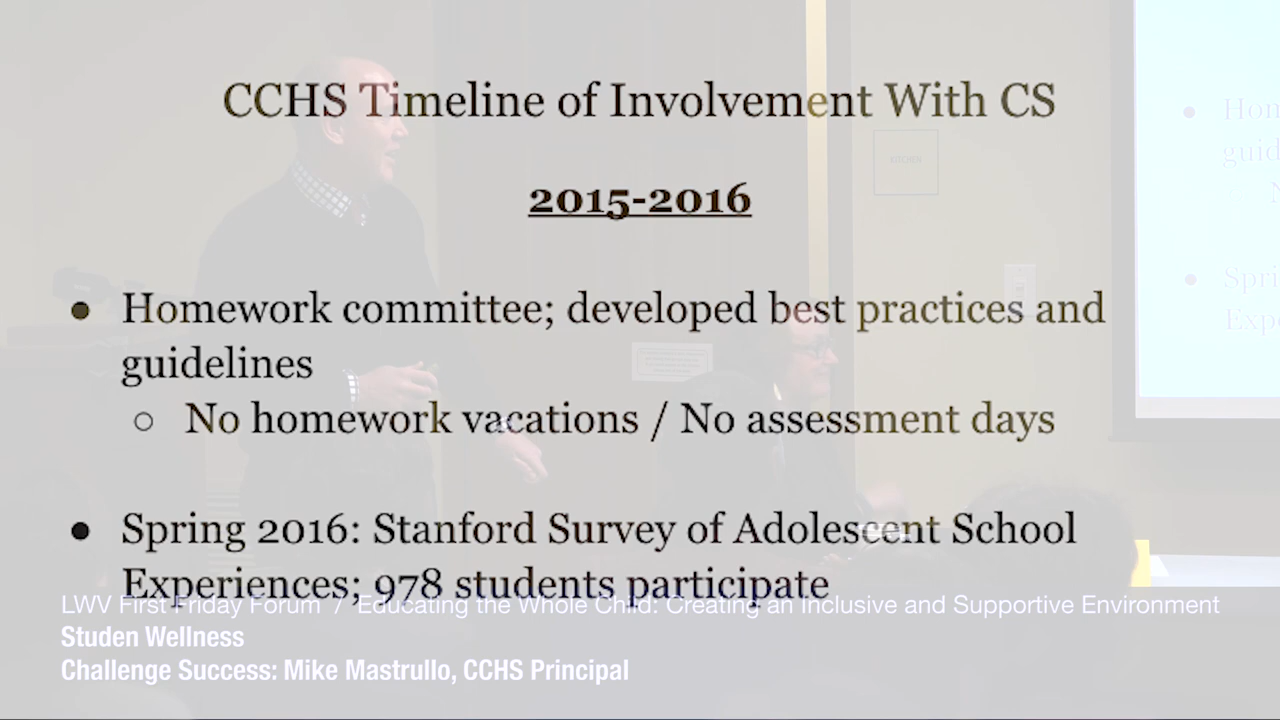 CCHS Timeline of Involvement With CS
2015-2016
● Homework committee; developed best practices and
guidelines
○ No homework vacations / No assessment days
● Spring 2016: Stanford Survey of Adolescent School
Experiences; 978 students participate
LWV First Friday Forum / Educating the Whole Child: Creating an Inclusive and Supportive Environment
Studen Wellness
Challenge Success: Mike Mastrullo, CCHS Principal